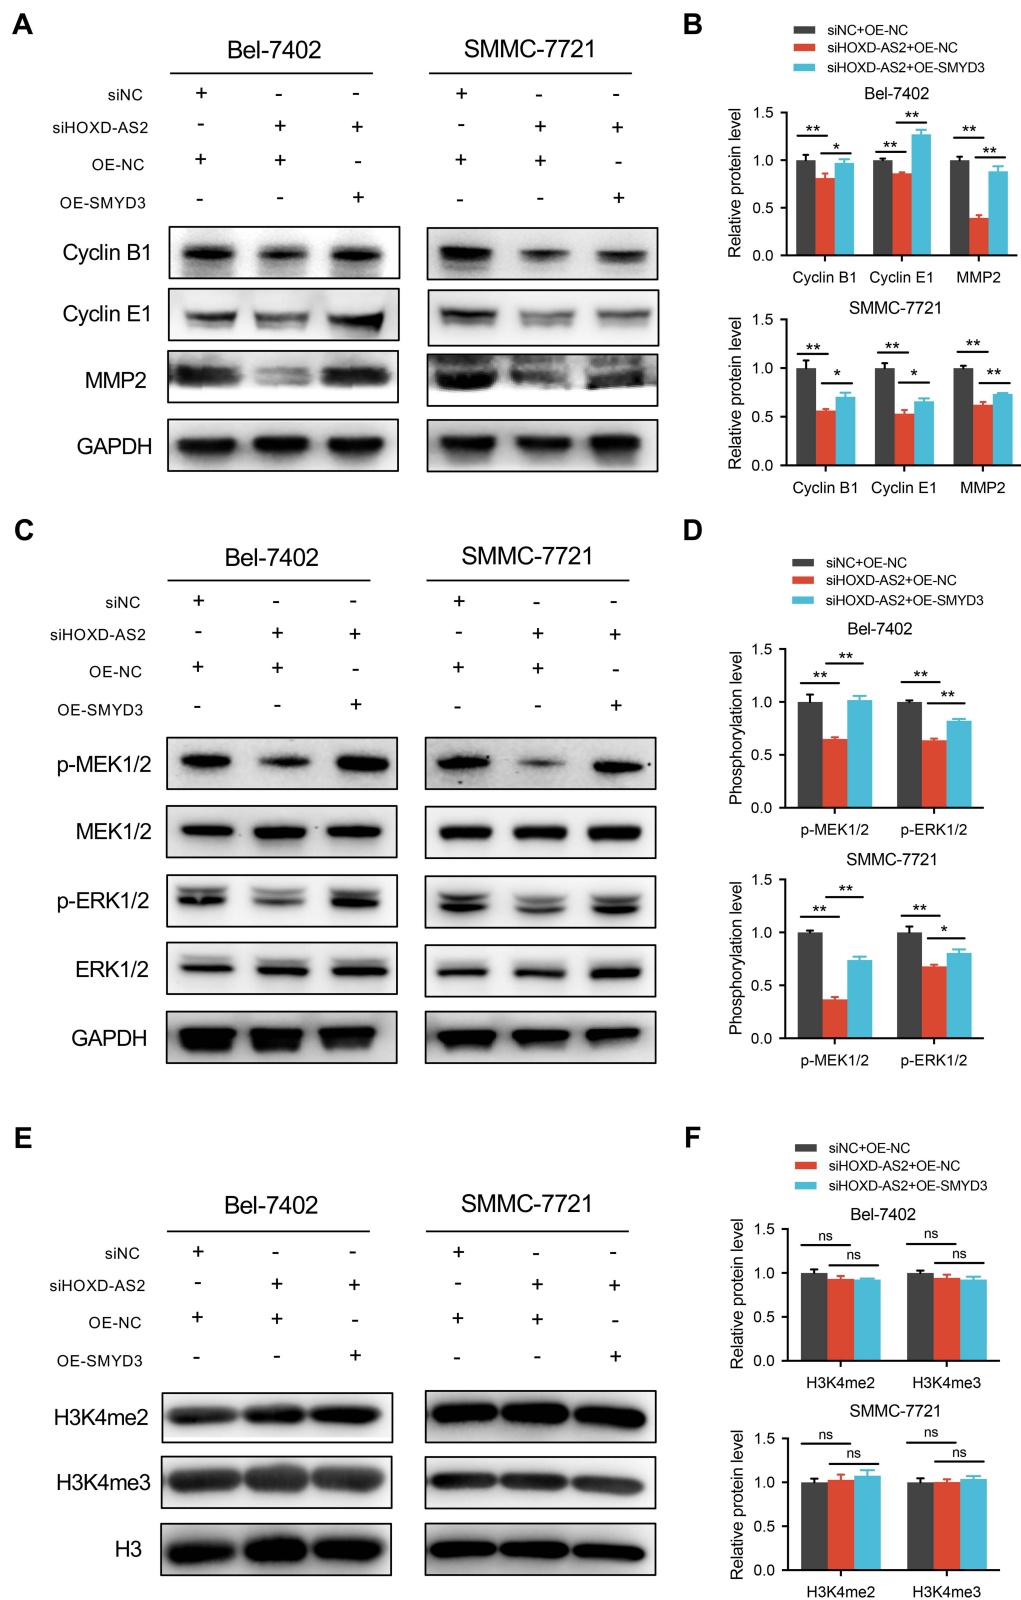 A
Bel-7402 SMMC-7721
siNC + - - + - -
siHOXD-AS2 - + + - + +
OE-NC + + - + + -
OE-SMYD3 - - + - - +
Cyclin B1
Cyclin E1
MMP2
GAPDH
B
siNC+OE-NC
siHOXD-AS2+OE-NC
siHOXD-AS2+OE-SMYD3
Bel-7402
Relative protein level
1.5
1.0
0.5
0.0
** * ** ** ** **
Cyclin B1 Cyclin E1 MMP2
SMMC-7721
Relative protein level
1.5
1.0
0.5
0.0
** * ** * ** **
Cyclin B1 Cyclin E1 MMP2
C
Bel-7402 SMMC-7721
siNC + - - + - -
siHOXD-AS2 - + + - + +
OE-NC + + - + + -
OE-SMYD3 - - + - - +
p-MEK1/2
MEK1/2
p-ERK1/2
ERK1/2
GAPDH
D
siNC+OE-NC
siHOXD-AS2+OE-NC
siHOXD-AS2+OE-SMYD3
Bel-7402
Phosphorylation level
1.5
1.0
0.5
0.0
** ** ** **
p-MEK1/2 p-ERK1/2
SMMC-7721
Phosphorylation level
1.5
1.0
0.5
0.0
** ** ** *
p-MEK1/2 p-ERK1/2
E
Bel-7402 SMMC-7721
siNC + - - + - -
siHOXD-AS2 - + + - + +
OE-NC + + - + + -
OE-SMYD3 - - + - - +
H3K4me2
H3K4me3
H3
F
siNC+OE-NC
siHOXD-AS2+OE-NC
siHOXD-AS2+OE-SMYD3
Bel-7402
Relative protein level
1.5
1.0
0.5
0.0
ns ns ns ns
H3K4me2 H3K4me3
SMMC-7721
Relative protein level
1.5
1.0
0.5
0.0
ns ns ns ns
H3K4me2 H3K4me3